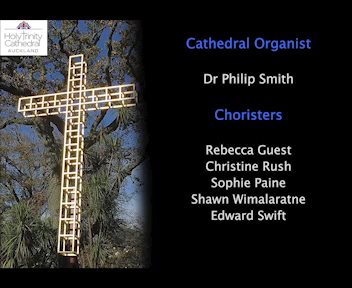 Holy Trinity
Cathedral
AUCKLAND
Cathedral Organist
Dr Philip Smith
Choristers
Rebecca Guest
Christine Rush
Sophie Paine
Shawn Wimalaratne
Edward Swift